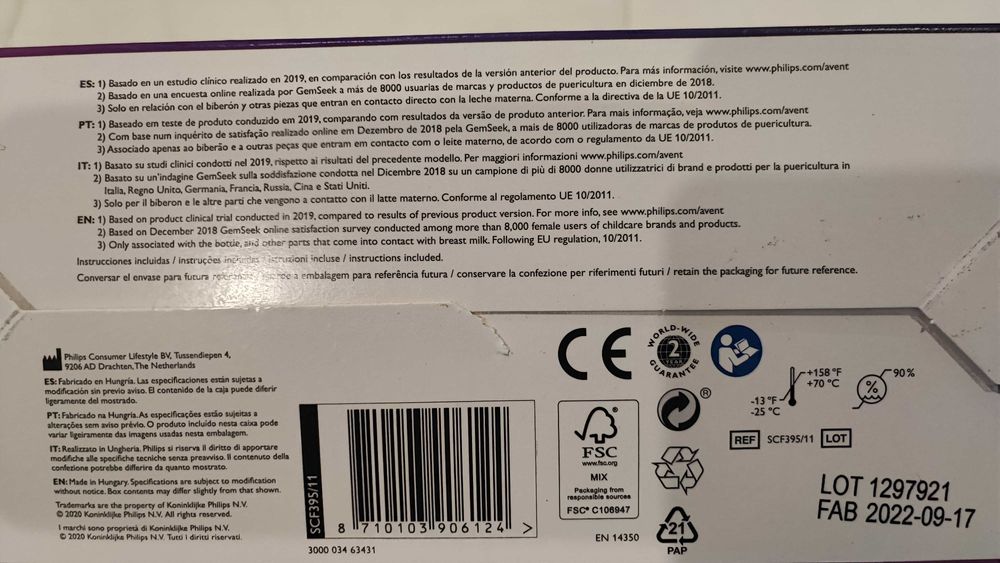 ES: 1) Basado en un estudio clínico realizado en 2019, en comparación con los resultados de la versión anterior del producto. Para más información, visite www.philips.com/avent
2) Basado en una encuesta online realizada por GemSeek a más de 8000 usuarias de marcas y productos de puericultura en diciembre de 2018.
3) Solo en relación con el biberón y otras piezas que entran en contacto directo con la leche materna. Conforme a la directiva de la UE 10/2011.
PT: 1) Baseado em teste de produto conduzido em 2019, comparando com resultados da versão de produto anterior. Para mais informação, veja www.philips.com/avent
2) Com base num inquérito de satisfação realizado online em Dezembro de 2018 pela GemSeek, a mais de 8000 utilizadoras de marcas de produtos de puericultura.
3) Associado apenas ao biberão e a outras peças que entram em contacto com o leite materno, de acordo com o regulamento da UE 10/2011.
IT: 1) Basato su studi clinici condotti nel 2019, rispetto ai risultati del precedente modello. Per maggiori informazioni www.philips.com/avent
2) Basato su un'indagine GemSeek sulla soddisfazione condotta nel Dicembre 2018 su un campione di più di 8000 donne utilizzatrici di brand e prodotti per la puericultura in
Italia, Regno Unito, Germania, Francia, Russia, Cina e Stati Uniti.
3) Solo per il biberon e le altre parti che vengono a contatto con il latte materno. Conforme al regolamento UE 10/2011.
EN: 1) Based on product clinical trial conducted in 2019, compared to results of previous product version. For more info, see www.philips.com/avent
2) Based on December 2018 GemSeek online satisfaction survey conducted among more than 8,000 female users of childcare brands and products.
3) Only associated with the bottle, and other parts that come into contact with breast milk. Following EU regulation, 10/2011.
Instrucciones incluidas / instruções incluídas / istruzioni incluse / instructions included.
Conversar el envase para futura a embalagem para referência futura / conservare la confezione per riferimenti futuri / retain the packaging for future reference.
Philips Consumer Lifestyle BV, Tussendiepen 4,
9206 AD Drachten, The Netherlands
ES: Fabricado en Hungría. Las especificaciones están sujetas a
modificación sin previo aviso. El contenido de la caja puede diferir
ligeramente del mostrado.
PT: Fabricado na Hungria. As especificações estão sujeitas a
alterações sem aviso prévio. O produto incluído nesta caixa pode
variar ligeiramente das imagens usadas nesta embalagem.
IT: Realizzato in Ungheria. Philips si riserva il diritto di apportare
modifiche alle specifiche tecniche senza preavviso. Il contenuto della
confezione potrebbe differire da quanto mostrato.
EN: Made in Hungary. Specifications are subject to modification
without notice. Box contents may differ slightly from that shown.
Trademarks are the property of Koninklijke Philips N.V.
© 2020 Koninklijke Philips N.V. All rights reserved.
I marchi sono proprietà di Koninklijke Philips N.V.
© 2020 Koninklijke Philips N.V. Tutti i diritti riservati.
SCF395/11
8 710103 906124 >
3000 034 63431
CE
WORLD-WIDE
2
GUARANTEE
®
FSC
www.fsc.org
MIX
Packaging from
responsible sources
FSC® C106947
EN 14350
21
PAP
+158 °F
+70 °C
-13 °F
-25 °C
90%
%
REF SCF395/11 LOT
LOT 1297921
FAB 2022-09-17